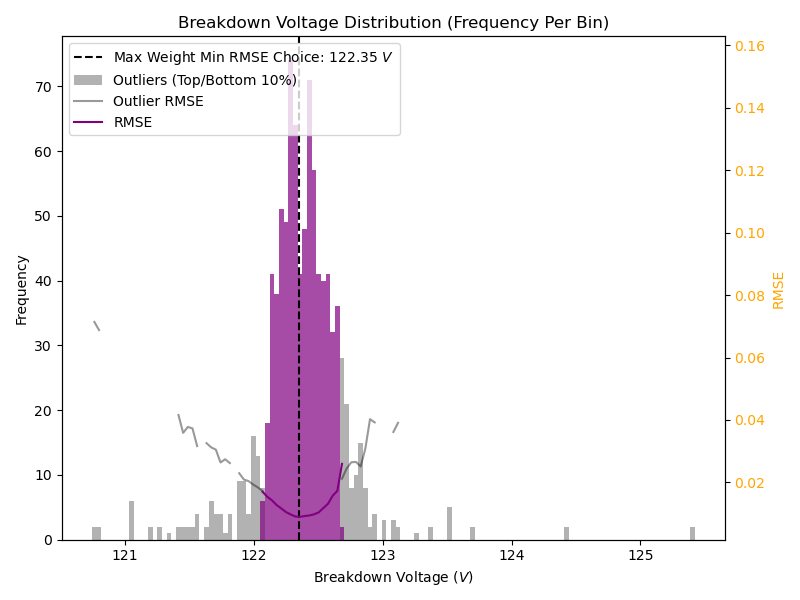 Breakdown Voltage Distribution (Frequency Per Bin)
Max Weight Min RMSE Choice: 122.35 V
Outliers (Top/Bottom 10%)
Outlier RMSE
RMSE
Frequency
0
10
20
30
40
50
60
70
121
122
123
124
125
Breakdown Voltage (V)
0.02
0.04
0.06
0.08
0.10
0.12
0.14
0.16
RMSE